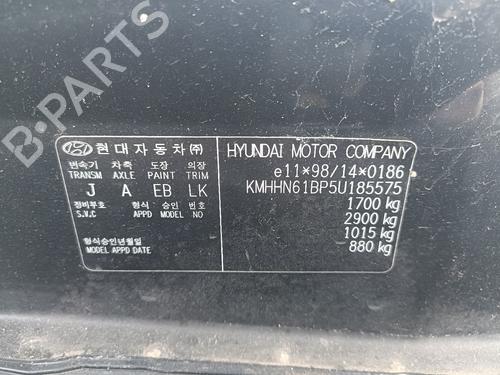 현대자동차㈜
변속기 차축 도장 의장
TRANSM AXLE PAINT TRIM
J A EB LK
정비부호 형식 승인 번호
S.V.C APPD MODEL NO
형식승인년월일
MODEL APPD DATE
HYUNDAI MOTOR COMPANY
e11*98/14*0186
KMHHN61BP5U185575
1700 kg
2900 kg
1015 kg
880 kg
B-PARTS